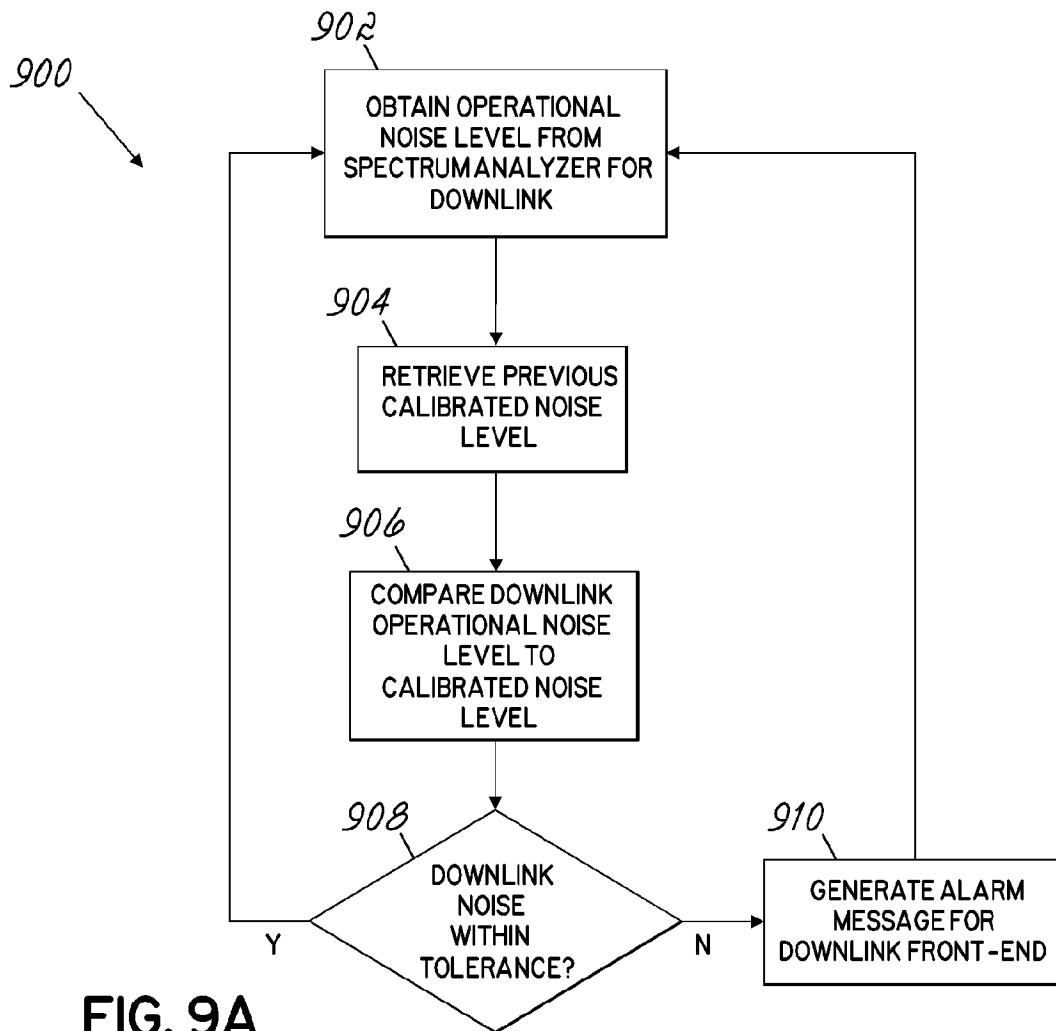 902
900
OBTAIN OPERATIONAL
NOISE LEVEL FROM
SPECTRUM ANALYZER FOR
DOWNLINK
904
RETRIEVE PREVIOUS
CALIBRATED NOISE
LEVEL
906
COMPARE DOWNLINK
OPERATIONAL NOISE
LEVEL TO
CALIBRATED NOISE
LEVEL
908
DOWNLINK
NOISE
WITHIN
TOLERANCE?
Y
N
910
GENERATE ALARM
MESSAGE FOR
DOWNLINK FRONT-END
FIG. 9A